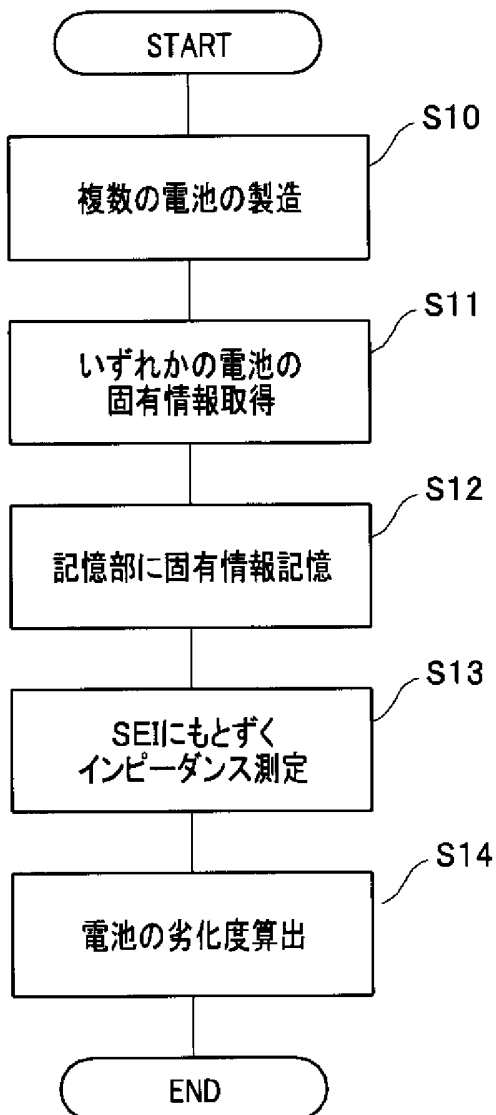 START
S10
複数の電池の製造
S11
いずれかの電池の
固有情報取得
S12
記憶部に固有情報記憶
S13
SEIにもとずく
インピーダンス測定
S14
電池の劣化度算出
END